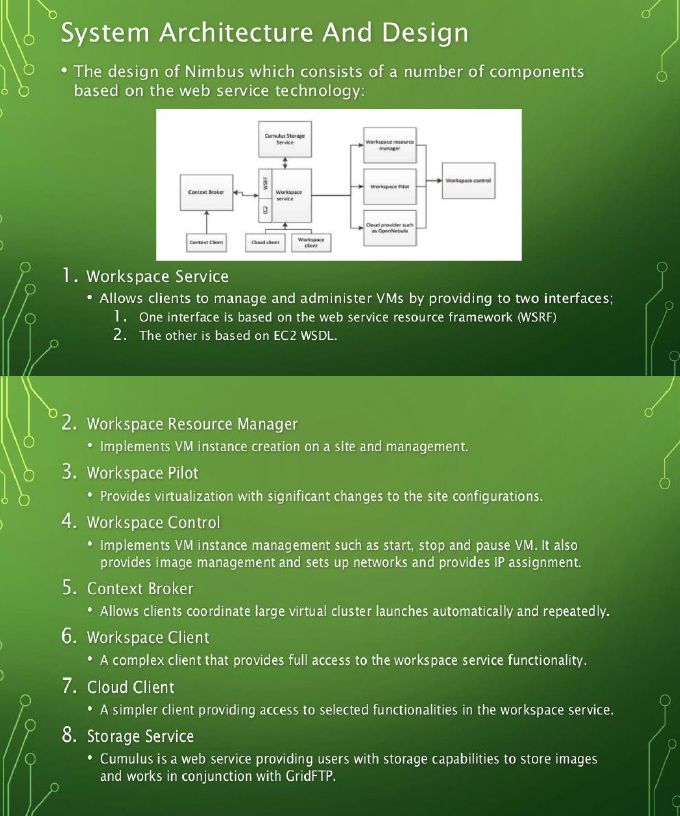 System Architecture And Design
• The design of Nimbus which consists of a number of components
based on the web service technology:
Cumulus Storage
Service
Workspace resource
manager
Context Broker
WSRF
EC2
Workspace
service
Workspace Pilot
Workspace control
Cloud provider such
as OpenNebula
Context Client
Cloud client
Workspace
client
1. Workspace Service
• Allows clients to manage and administer VMs by providing to two interfaces;
1. One interface is based on the web service resource framework (WSRF)
2. The other is based on EC2 WSDL.
2. Workspace Resource Manager
• Implements VM instance creation on a site and management.
3. Workspace Pilot
• Provides virtualization with significant changes to the site configurations.
4. Workspace Control
• Implements VM instance management such as start, stop and pause VM. It also
provides image management and sets up networks and provides IP assignment.
5. Context Broker
• Allows clients coordinate large virtual cluster launches automatically and repeatedly.
6. Workspace Client
• A complex client that provides full access to the workspace service functionality.
7. Cloud Client
• A simpler client providing access to selected functionalities in the workspace service.
8. Storage Service
• Cumulus is a web service providing users with storage capabilities to store images
and works in conjunction with GridFTP.